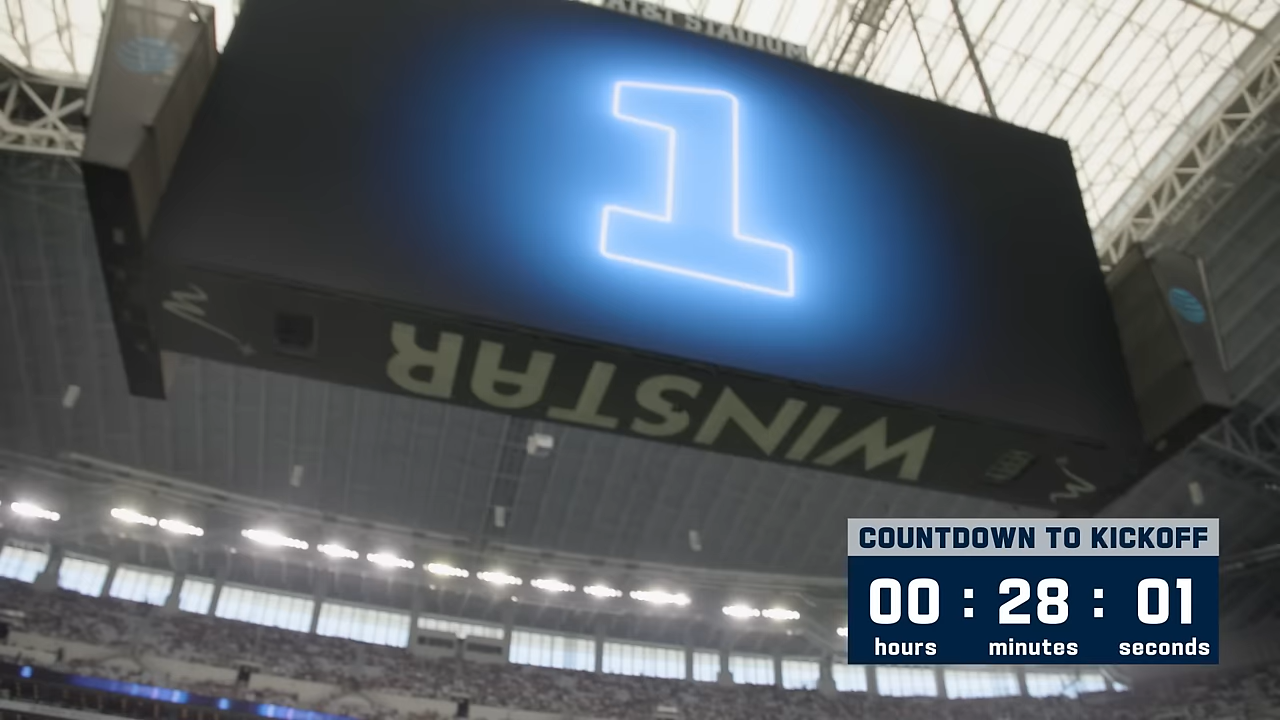 AT&T STADIUM
1
WINSTAR
COUNTDOWN TO KICKOFF
00 : 28 : 01
hours minutes seconds